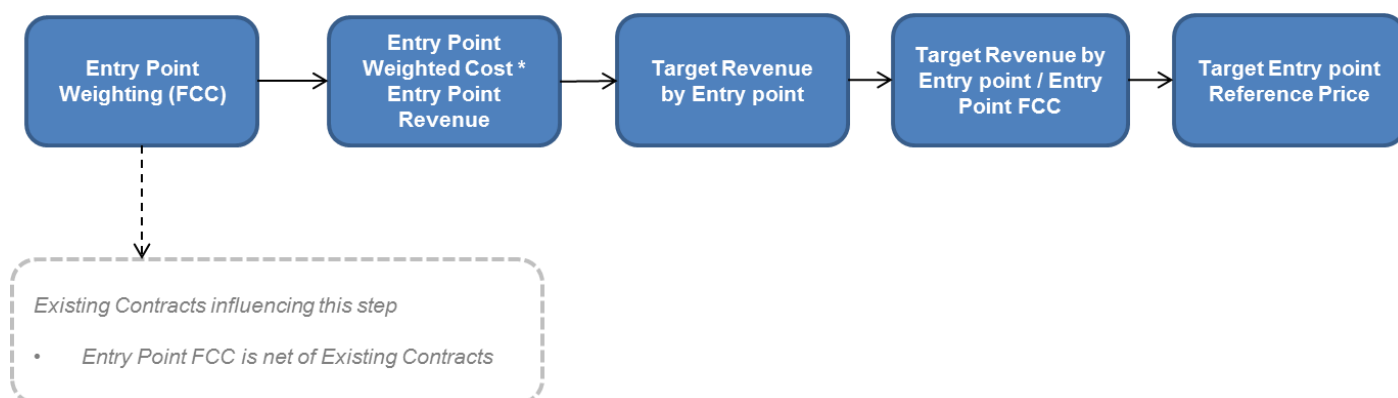 Entry Point
Weighting (FCC)
Entry Point
Weighted Cost *
Entry Point
Revenue
Target Revenue
by Entry point
Target Revenue by
Entry point / Entry
Point FCC
Target Entry point
Reference Price
Existing Contracts influencing this step
• Entry Point FCC is net of Existing Contracts